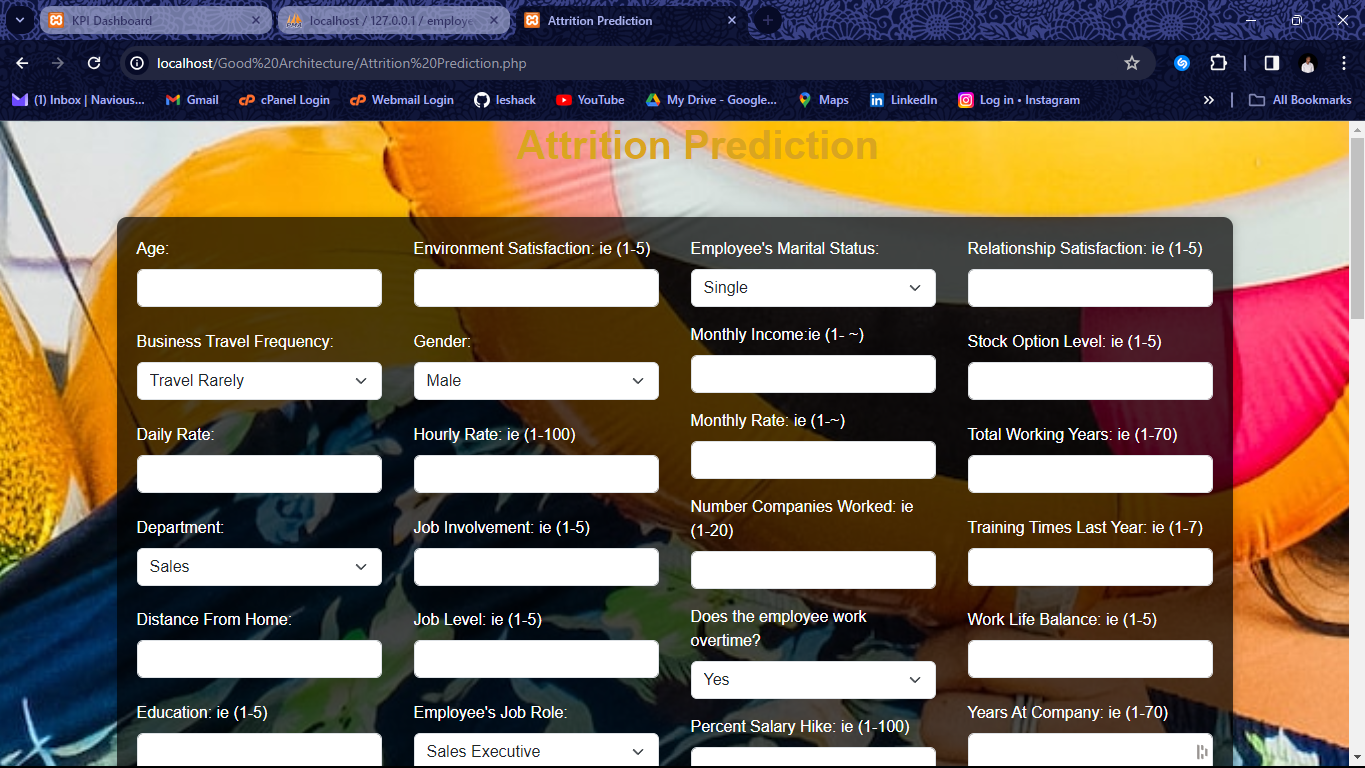 KPI Dashboard
localhost / 127.0.0.1 / employe
Attrition Prediction
localhost/Good%20Architecture/Attrition%20Prediction.php
(1) Inbox | Navious...
Gmail
cPanel Login
Webmail Login
leshack
YouTube
My Drive - Google...
Maps
LinkedIn
Log in • Instagram
»
All Bookmarks
Attrition Prediction
Age:
Business Travel Frequency:
Travel Rarely
Daily Rate:
Department:
Sales
Distance From Home:
Education: ie (1-5)
Environment Satisfaction: ie (1-5)
Gender:
Male
Hourly Rate: ie (1-100)
Job Involvement: ie (1-5)
Job Level: ie (1-5)
Employee's Job Role:
Sales Executive
Employee's Marital Status:
Single
Monthly Income:ie (1- ~)
Monthly Rate: ie (1-~)
Number Companies Worked: ie
(1-20)
Does the employee work
overtime?
Yes
Percent Salary Hike: ie (1-100)
Relationship Satisfaction: ie (1-5)
Stock Option Level: ie (1-5)
Total Working Years: ie (1-70)
Training Times Last Year: ie (1-7)
Work Life Balance: ie (1-5)
Years At Company: ie (1-70)